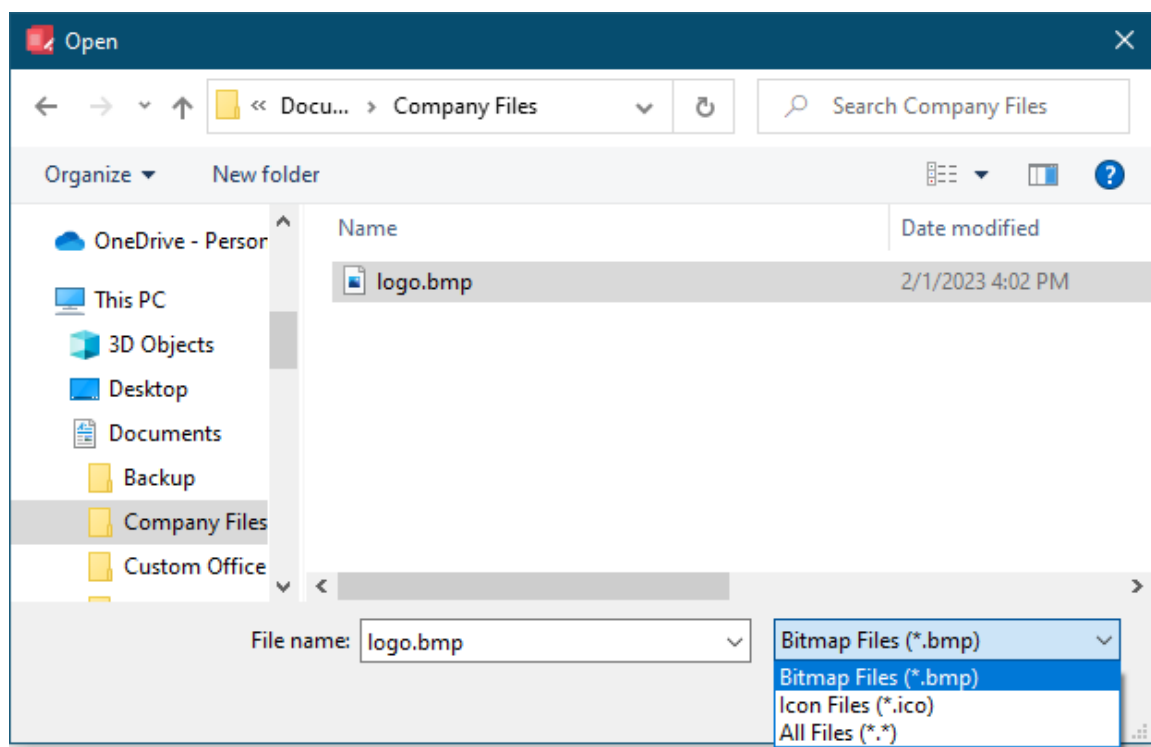 Open
« Docu... › Company Files
Search Company Files
Organize
New folder
?
Name
Date modified
OneDrive - Person
This PC
3D Objects
Desktop
Documents
Backup
Company Files
Custom Office
logo.bmp
2/1/2023 4:02 PM
File name:
logo.bmp
Bitmap Files (*.bmp)
Bitmap Files (*.bmp)
Icon Files (*.ico)
All Files (*.*)